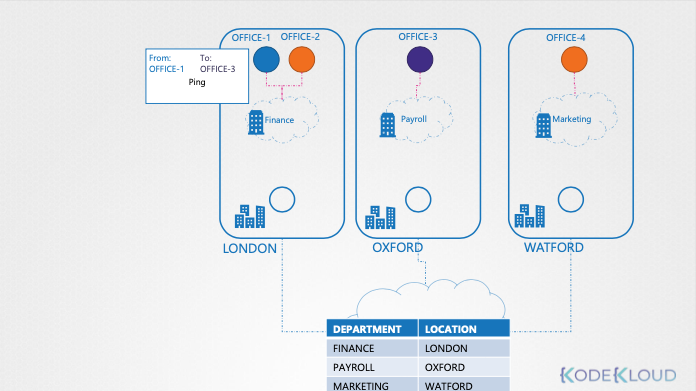 OFFICE-1 OFFICE-2
OFFICE-3
OFFICE-4
From: To:
OFFICE-1 OFFICE-3
Ping
Finance
Payroll
Marketing
LONDON
OXFORD
WATFORD
DEPARTMENT LOCATION
FINANCE LONDON
PAYROLL OXFORD
MARKETING WATFORD
KODEKLOUD